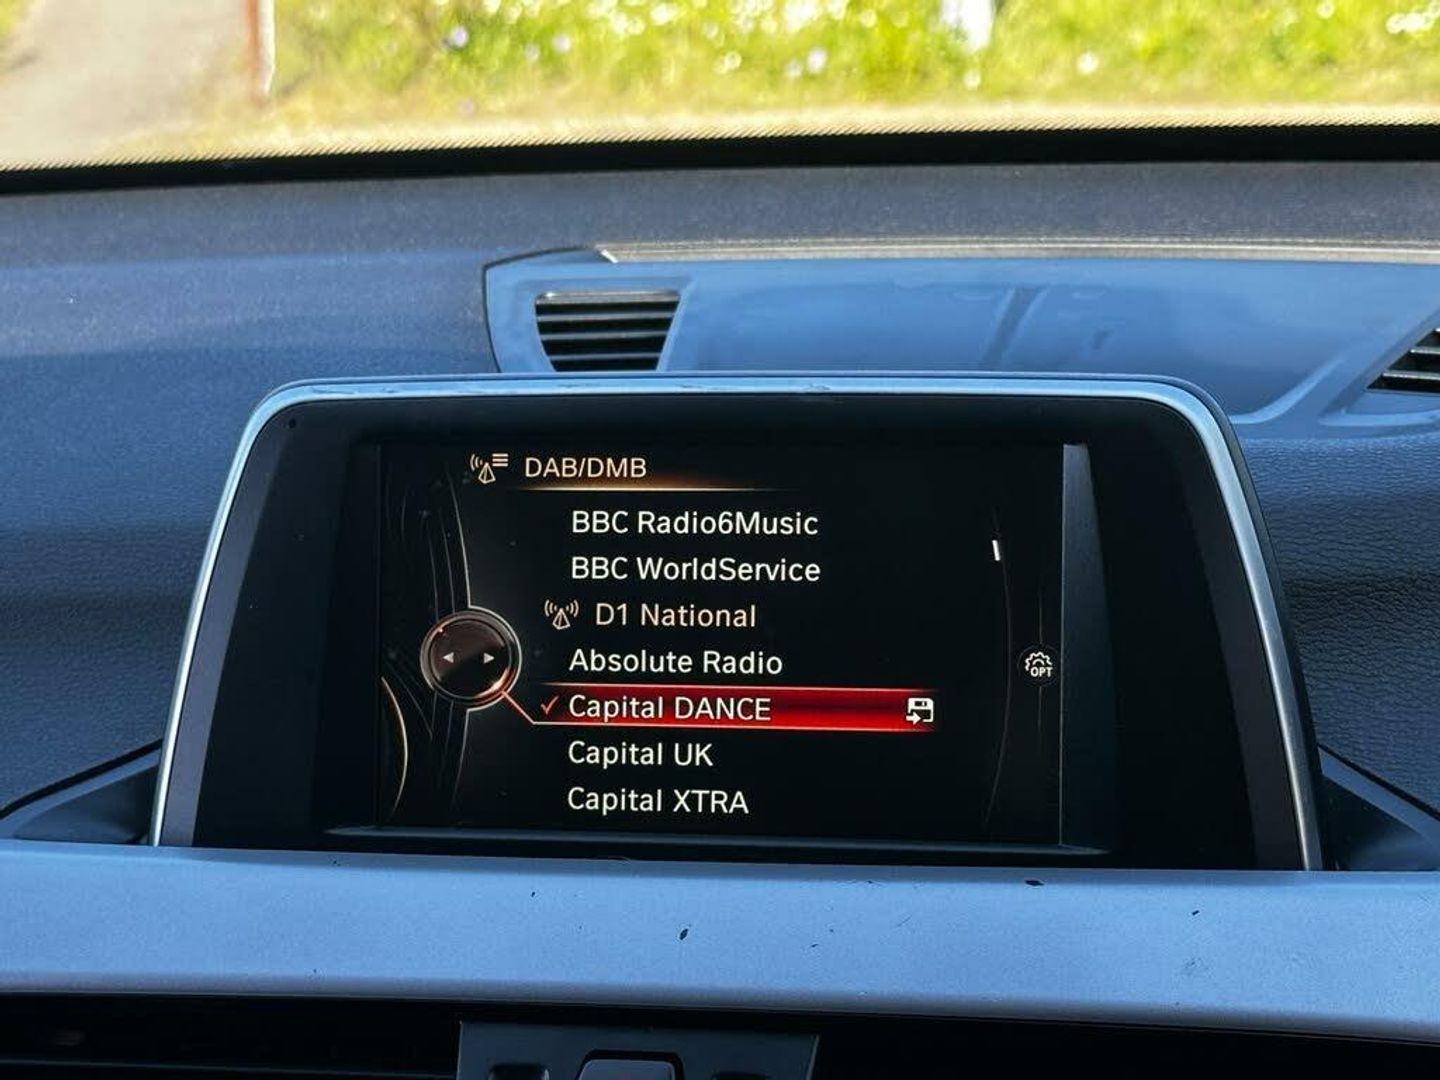 DAB/DMB
BBC Radio6Music
BBC WorldService
D1 National
Absolute Radio
Capital DANCE
OPT
Capital UK
Capital XTRA